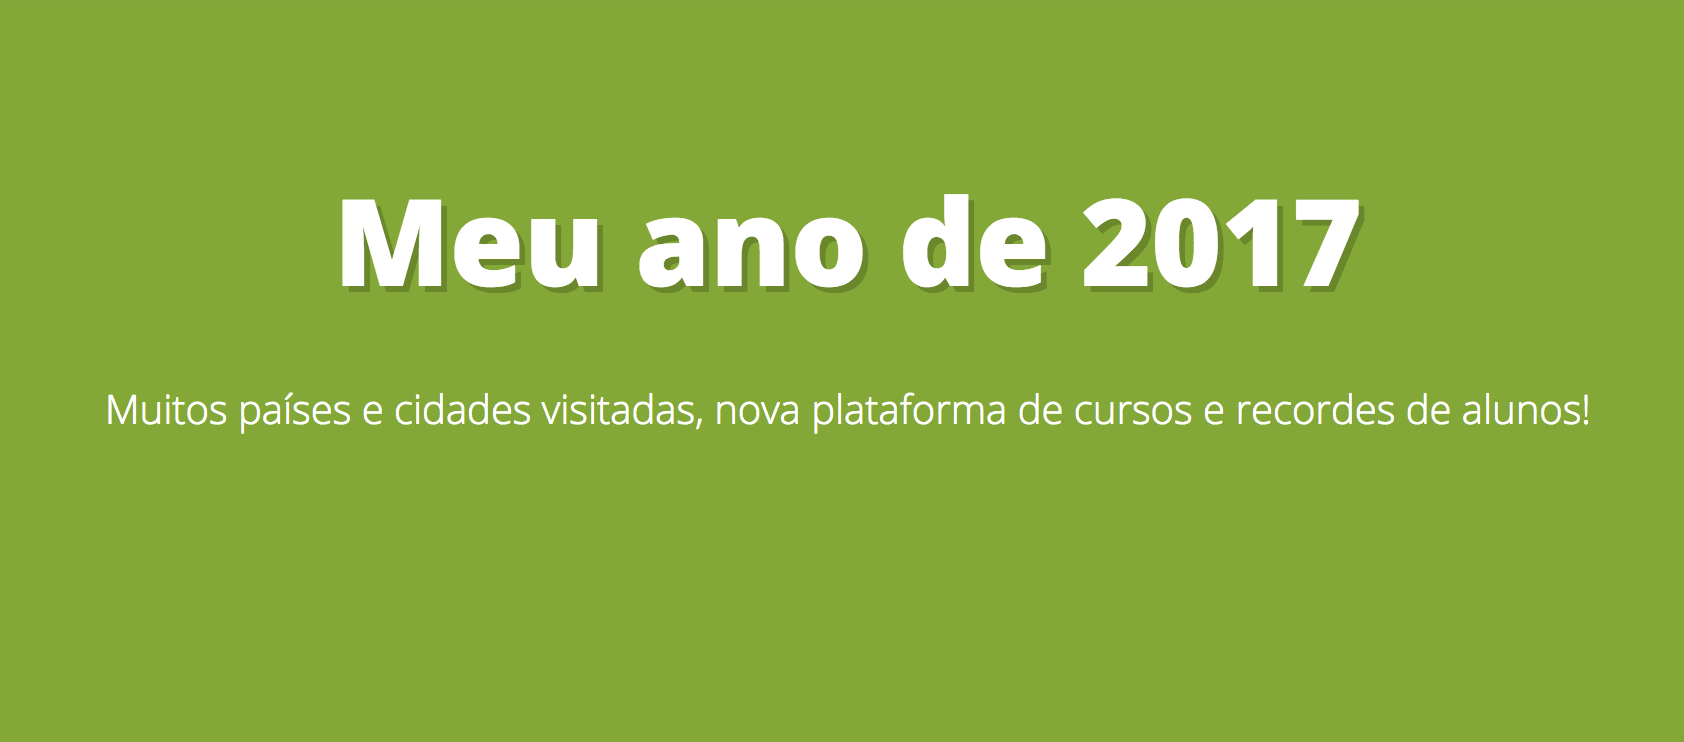 Meu ano de 2017
Muitos países e cidades visitadas, nova plataforma de cursos e recordes de alunos!